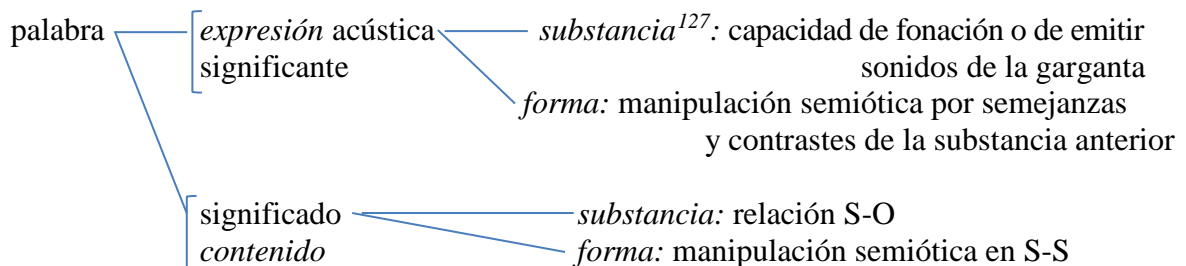 palabra expresión acústica substancia127: capacidad de fonación o de emitir
significante sonidos de la garganta
forma: manipulación semiótica por semejanzas
y contrastes de la substancia anterior
significado substancia: relación S-O
contenido forma: manipulación semiótica en S-S